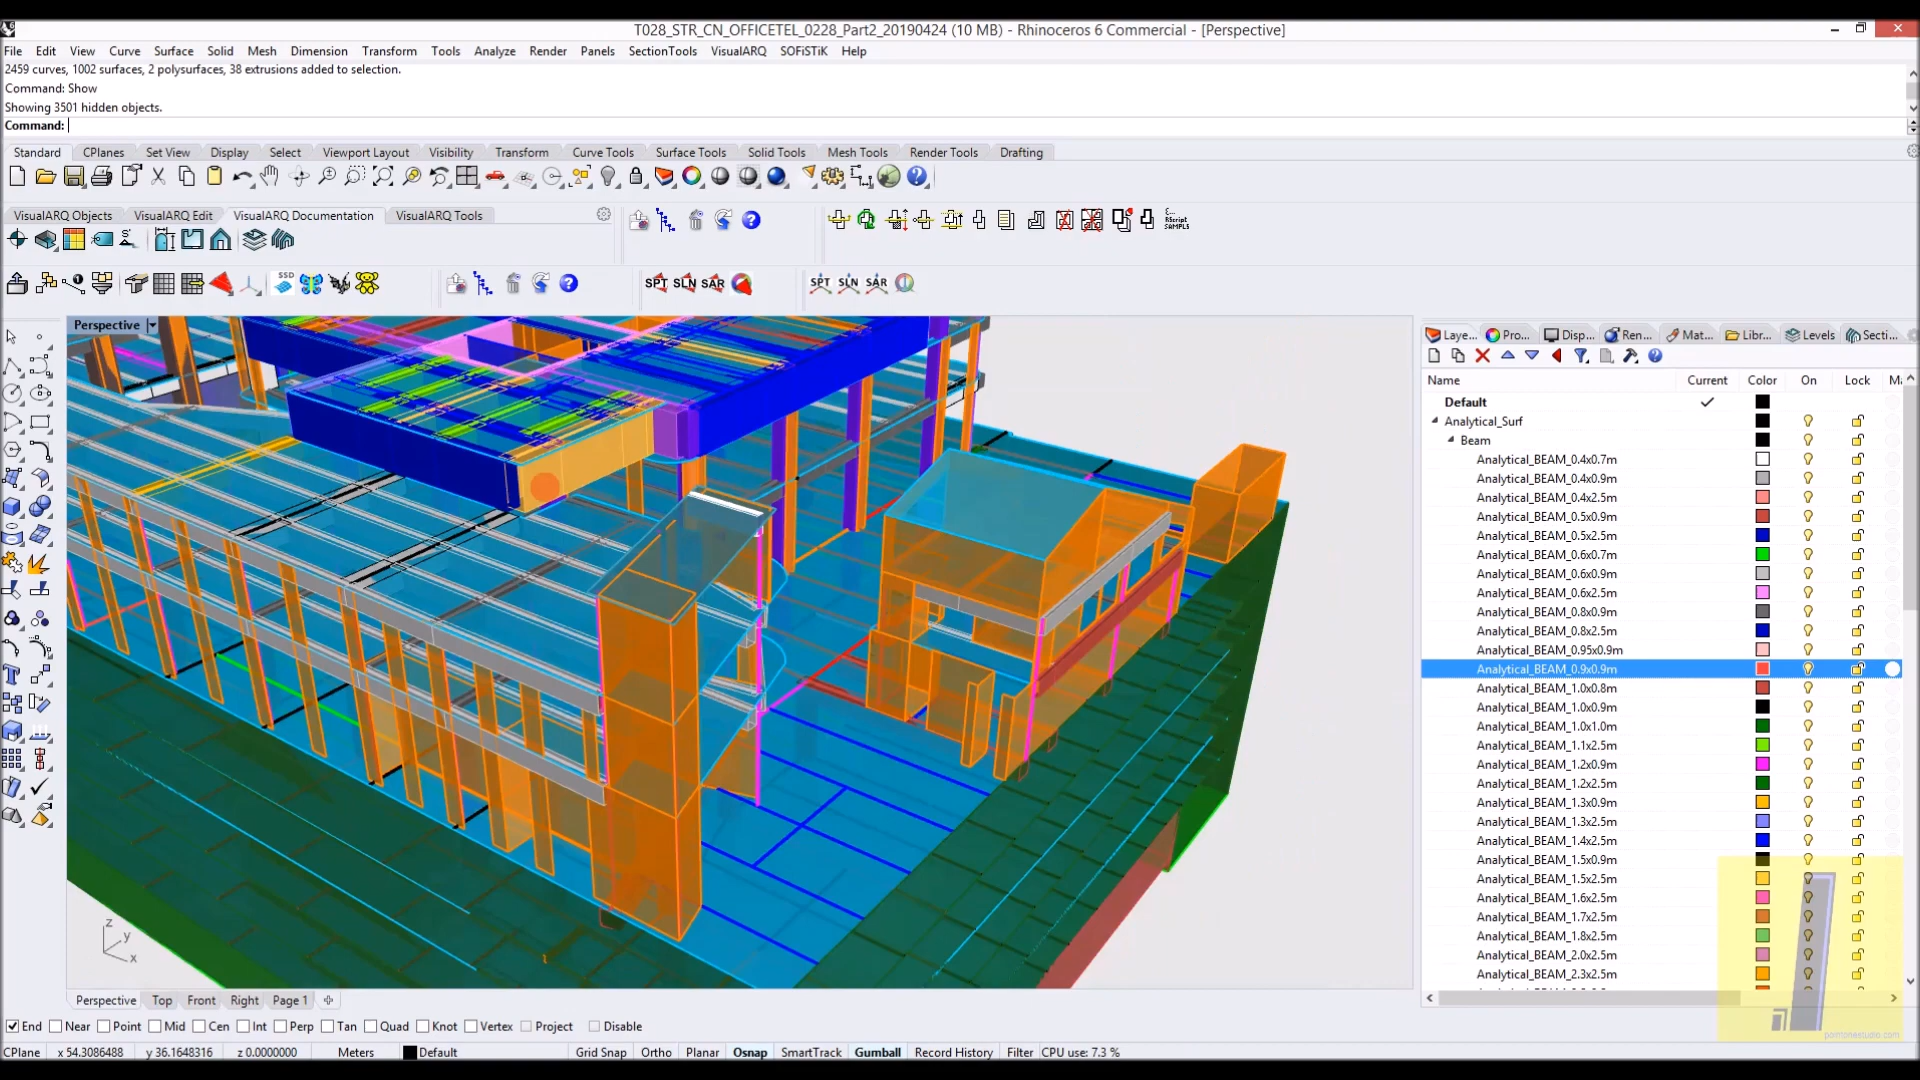 T028_STR_CN_OFFICETEL_0228_Part2_20190424 (10 MB) - Rhinoceros 6 Commercial - [Perspective]
File Edit View Curve Surface Solid Mesh Dimension Transform Tools Analyze Render Panels SectionTools VisualARQ SOFiSTiK Help
2459 curves, 1002 surfaces, 2 polysurfaces, 38 extrusions added to selection.
Command: Show
Showing 3501 hidden objects.
Command:
Standard CPlanes Set View Display Select Viewport Layout Visibility Transform Curve Tools Surface Tools Solid Tools Mesh Tools Render Tools Drafting
VisualARQ Objects VisualARQ Edit VisualARQ Documentation VisualARQ Tools
RScript
SAMPLES
SSD SPT SLN SAR SPT SLN SAR
Perspective
Laye... Pro... Disp... Ren... Mat... Libr... Levels Secti...
Name Current Color On Lock
Default
Analytical_Surf
Beam
Analytical_BEAM_0.4x0.7m
Analytical_BEAM_0.4x0.9m
Analytical_BEAM_0.4x2.5m
Analytical_BEAM_0.5x0.9m
Analytical_BEAM_0.5x2.5m
Analytical_BEAM_0.6x0.7m
Analytical_BEAM_0.6x0.9m
Analytical_BEAM_0.6x2.5m
Analytical_BEAM_0.8x0.9m
Analytical_BEAM_0.8x2.5m
Analytical_BEAM_0.95x0.9m
Analytical_BEAM_0.9x0.9m
Analytical_BEAM_1.0x0.8m
Analytical_BEAM_1.0x0.9m
Analytical_BEAM_1.0x1.0m
Analytical_BEAM_1.1x2.5m
Analytical_BEAM_1.2x0.9m
Analytical_BEAM_1.2x2.5m
Analytical_BEAM_1.3x0.9m
Analytical_BEAM_1.3x2.5m
Analytical_BEAM_1.4x2.5m
Analytical_BEAM_1.5x0.9m
Analytical_BEAM_1.5x2.5m
Analytical_BEAM_1.6x2.5m
Analytical_BEAM_1.7x2.5m
Analytical_BEAM_1.8x2.5m
Analytical_BEAM_2.0x2.5m
Analytical_BEAM_2.3x2.5m
z
y
x
Perspective Top Front Right Page 1
End Near Point Mid Cen Int Perp Tan Quad Knot Vertex Project Disable
CPlane x 54.3086488 y 36.1648316 z 0.0000000 Meters Default Grid Snap Ortho Planar Osnap SmartTrack Gumball Record History Filter CPU use: 7.3 %